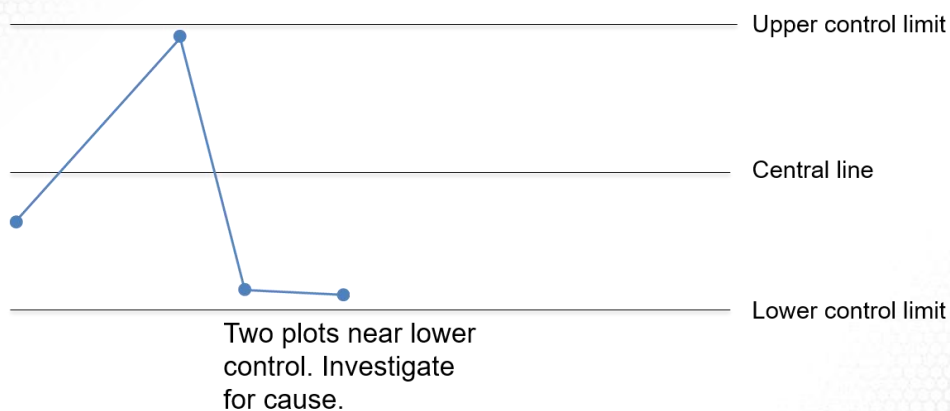 Upper control limit
Central line
Lower control limit
Two plots near lower
control. Investigate
for cause.